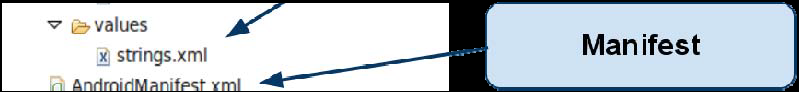 values
strings.xml
AndroidManifest.xml
Manifest